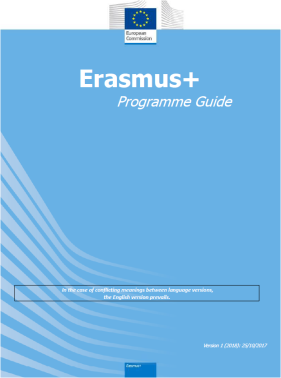 European
Commission
Erasmus+
Programme Guide
In the case of conflicting meanings between language versions,
the English version prevails.
Version 1 (2018): 25/10/2017
Erasmus+